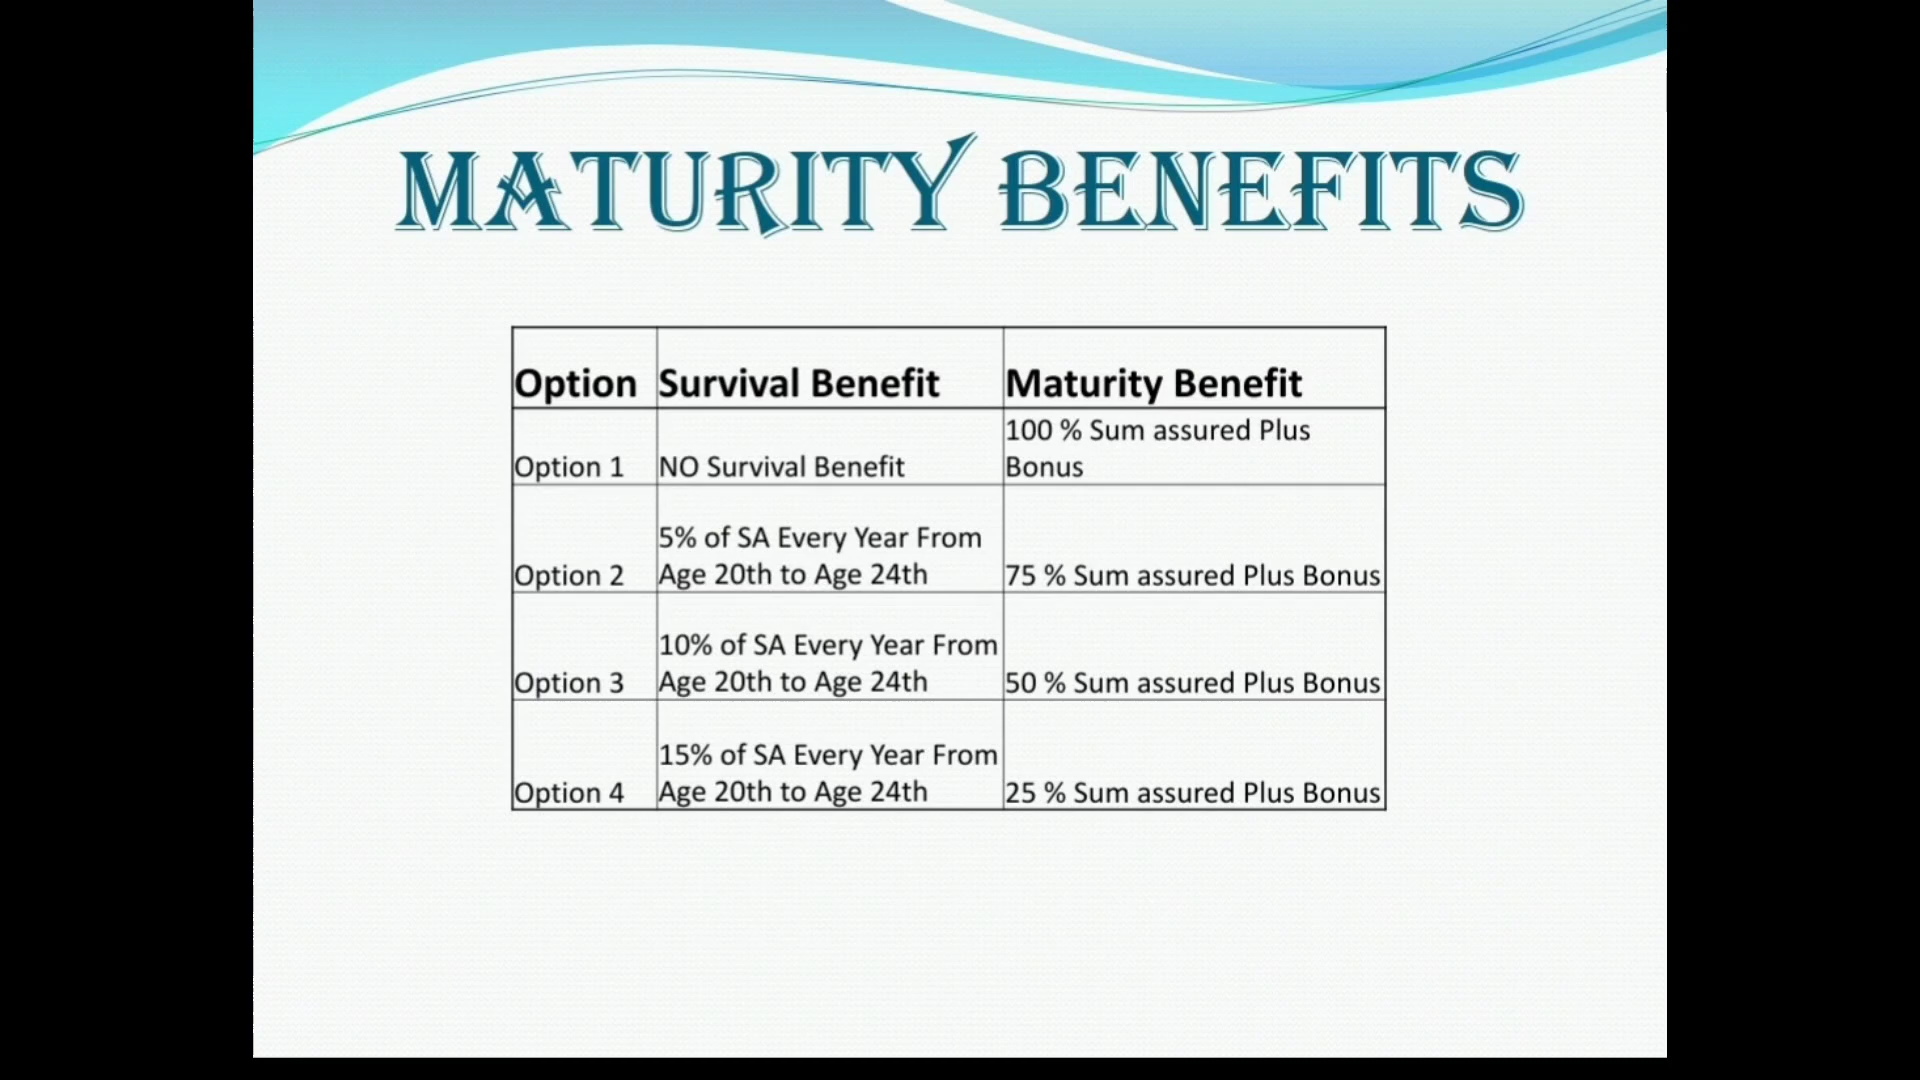 MATURITY BENEFITS
Option Survival Benefit Maturity Benefit
100 % Sum assured Plus
Option 1 NO Survival Benefit Bonus
5% of SA Every Year From
Option 2 Age 20th to Age 24th 75 % Sum assured Plus Bonus
10% of SA Every Year From
Option 3 Age 20th to Age 24th 50 % Sum assured Plus Bonus
15% of SA Every Year From
Option 4 Age 20th to Age 24th 25 % Sum assured Plus Bonus